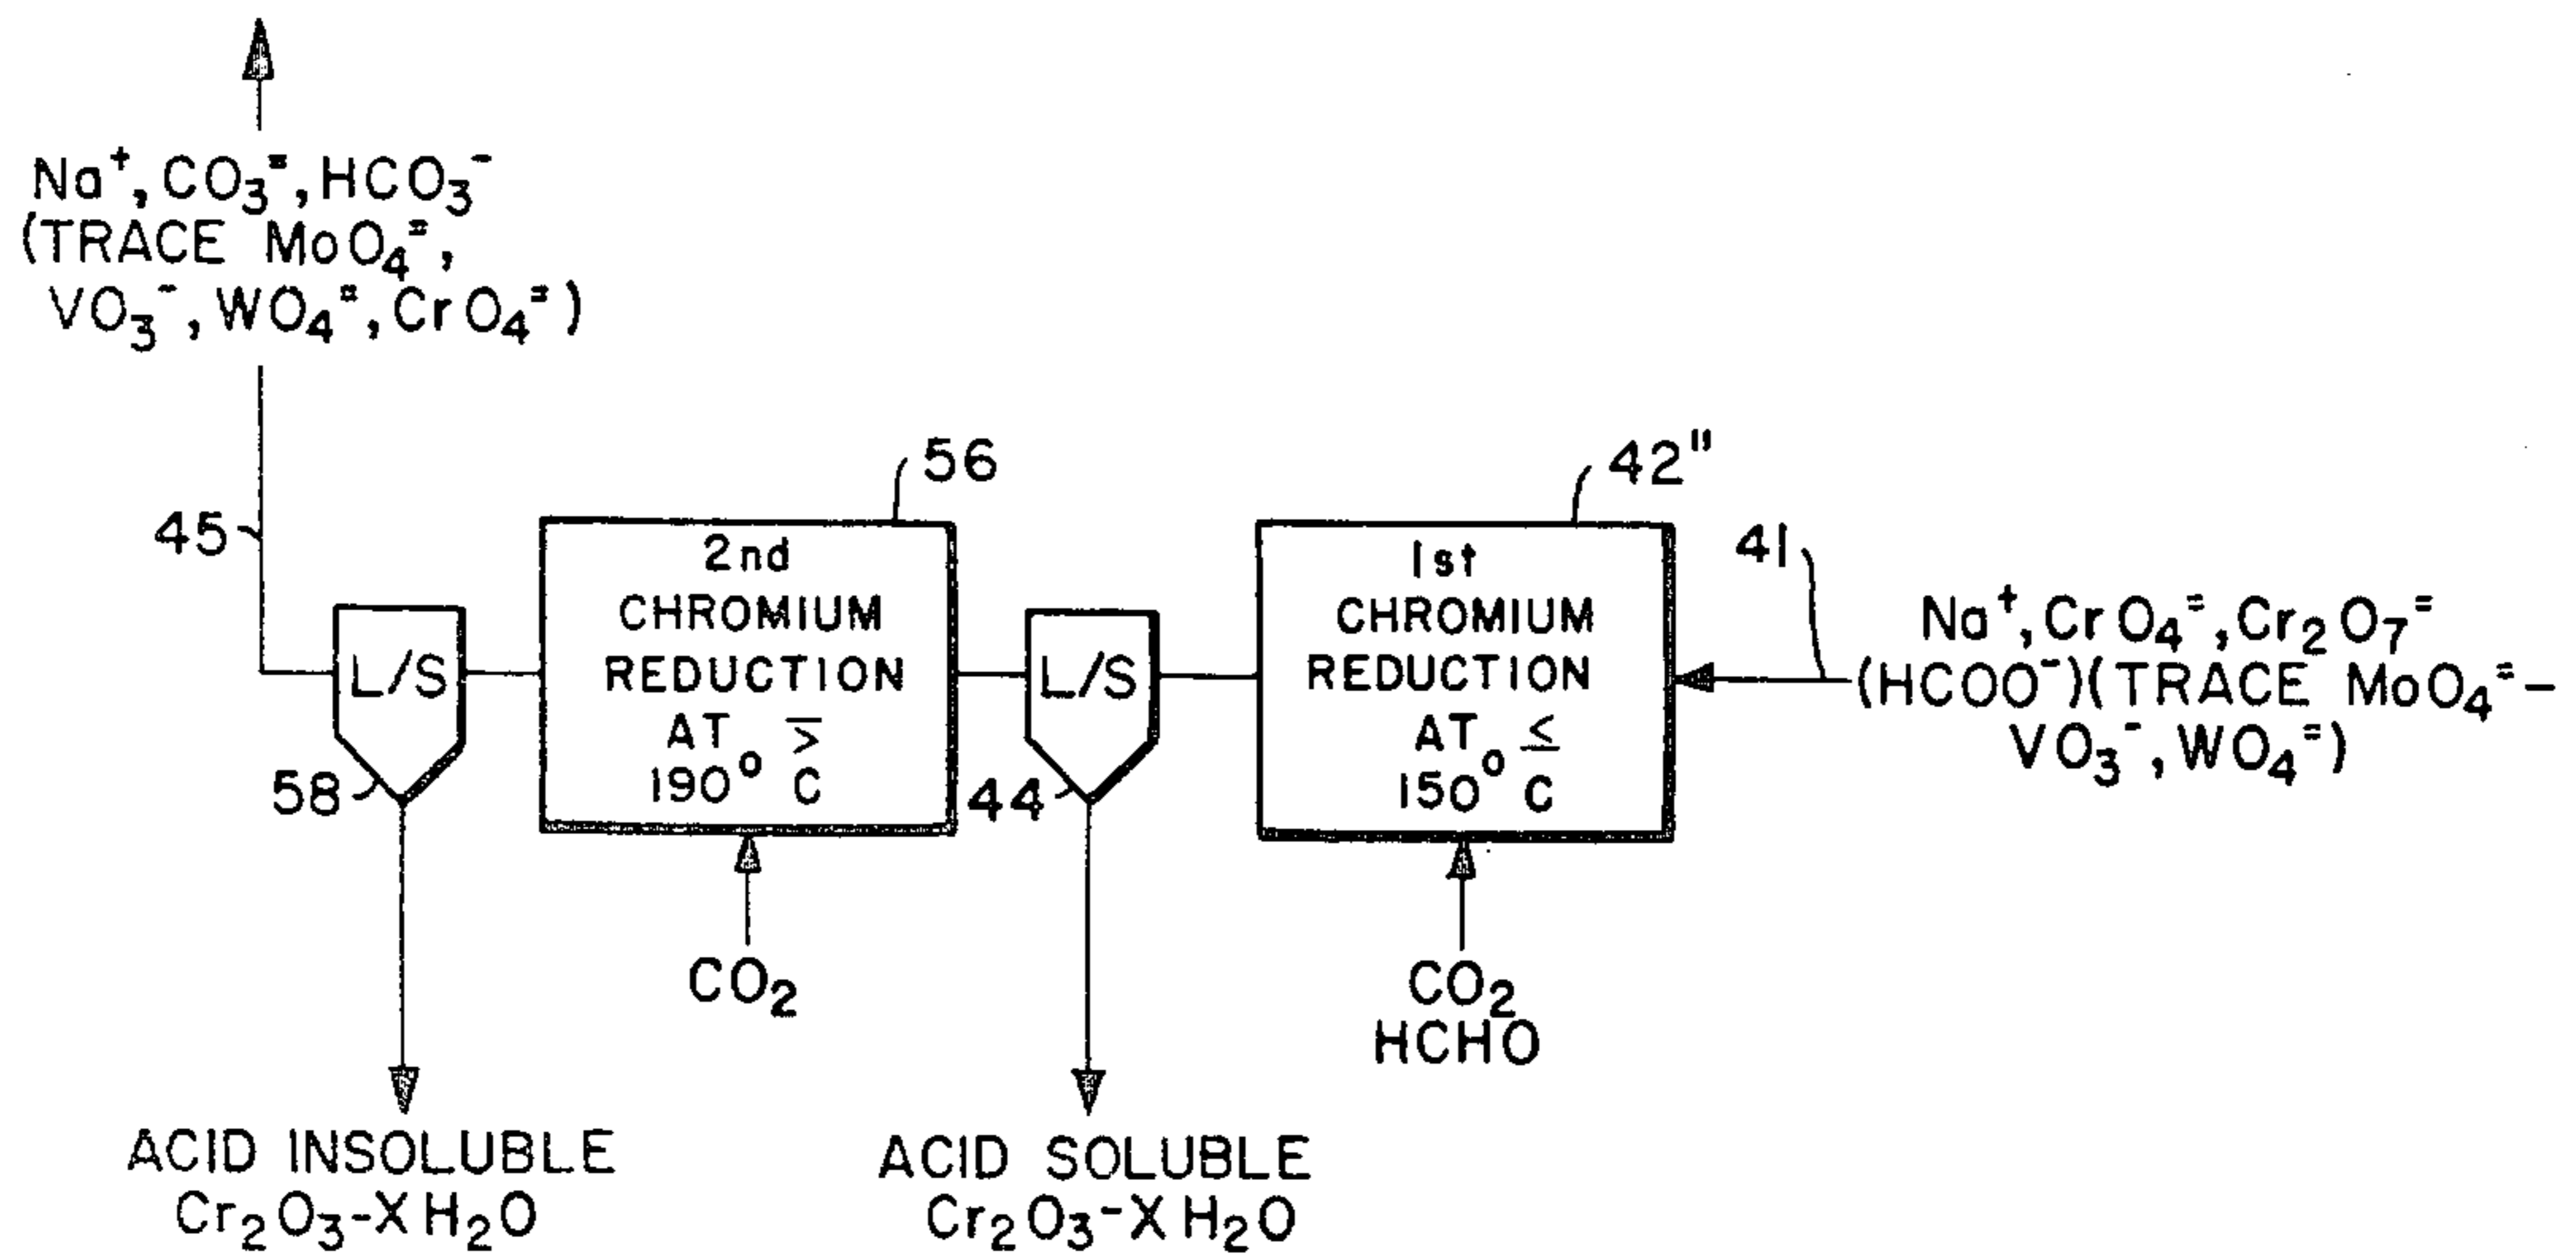 Na⁺, CO₃⁼, HCO₃⁻
(TRACE MoO₄⁼,
VO₃⁻, WO₄⁼, CrO₄⁼)
45
58
L/S
56
2nd
CHROMIUM
REDUCTION
AT >̅
190° C̅
CO₂
44
L/S
42"
1st
CHROMIUM
REDUCTION
AT ≤
150° C
CO₂
HCHO
41
Na⁺, CrO₄⁼, Cr₂O₇⁼
(HCOO⁻)(TRACE MoO₄⁼–
VO₃⁻, WO₄⁼)
ACID INSOLUBLE
Cr₂O₃-XH₂O
ACID SOLUBLE
Cr₂O₃-XH₂O